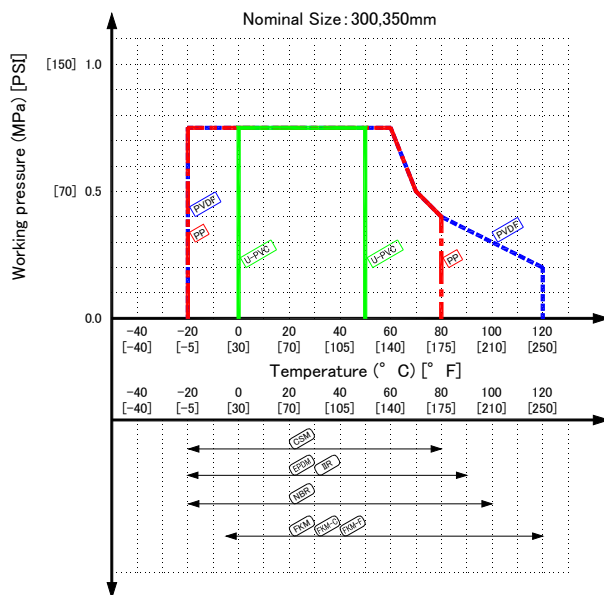 Nominal Size: 300,350mm
Working pressure (MPa) [PSI]
[150] 1.0
[70] 0.5
0.0
PVDF
PP
U-PVC
U-PVC
PP
PVDF
-40 -20 0 20 40 60 80 100 120
[-40] [-5] [30] [70] [105] [140] [175] [210] [250]
Temperature (° C) [° F]
-40 -20 0 20 40 60 80 100 120
[-40] [-5] [30] [70] [105] [140] [175] [210] [250]
CSM
EPDM IIR
NBR
FKM FKM-C FKM-F